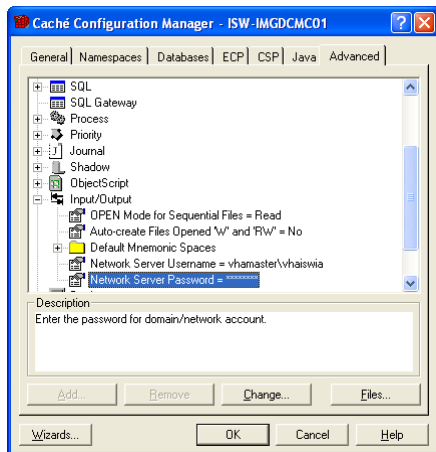 Caché Configuration Manager - ISW-IMGDCMC01
General Namespaces Databases ECP CSP Java Advanced
SQL
SQL Gateway
Process
Priority
Journal
Shadow
ObjectScript
Input/Output
OPEN Mode for Sequential Files = Read
Auto-create Files Opened 'W' and 'RW' = No
Default Mnemonic Spaces
Network Server Username = vhamaster\vhaiswia
Network Server Password = ********
Description
Enter the password for domain/network account.
Add... Remove Change... Files...
Wizards... OK Cancel Help